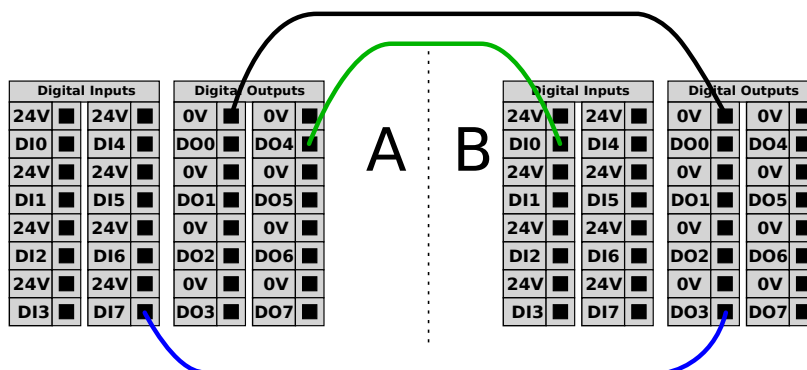 Digital Inputs Digital Outputs A B Digital Inputs Digital Outputs
24V 24V 0V 0V 24V 24V 0V 0V
DI0 DI4 DO0 DO4 DI0 DI4 DO0 DO4
24V 24V 0V 0V 24V 24V 0V 0V
DI1 DI5 DO1 DO5 DI1 DI5 DO1 DO5
24V 24V 0V 0V 24V 24V 0V 0V
DI2 DI6 DO2 DO6 DI2 DI6 DO2 DO6
24V 24V 0V 0V 24V 24V 0V 0V
DI3 DI7 DO3 DO7 DI3 DI7 DO3 DO7